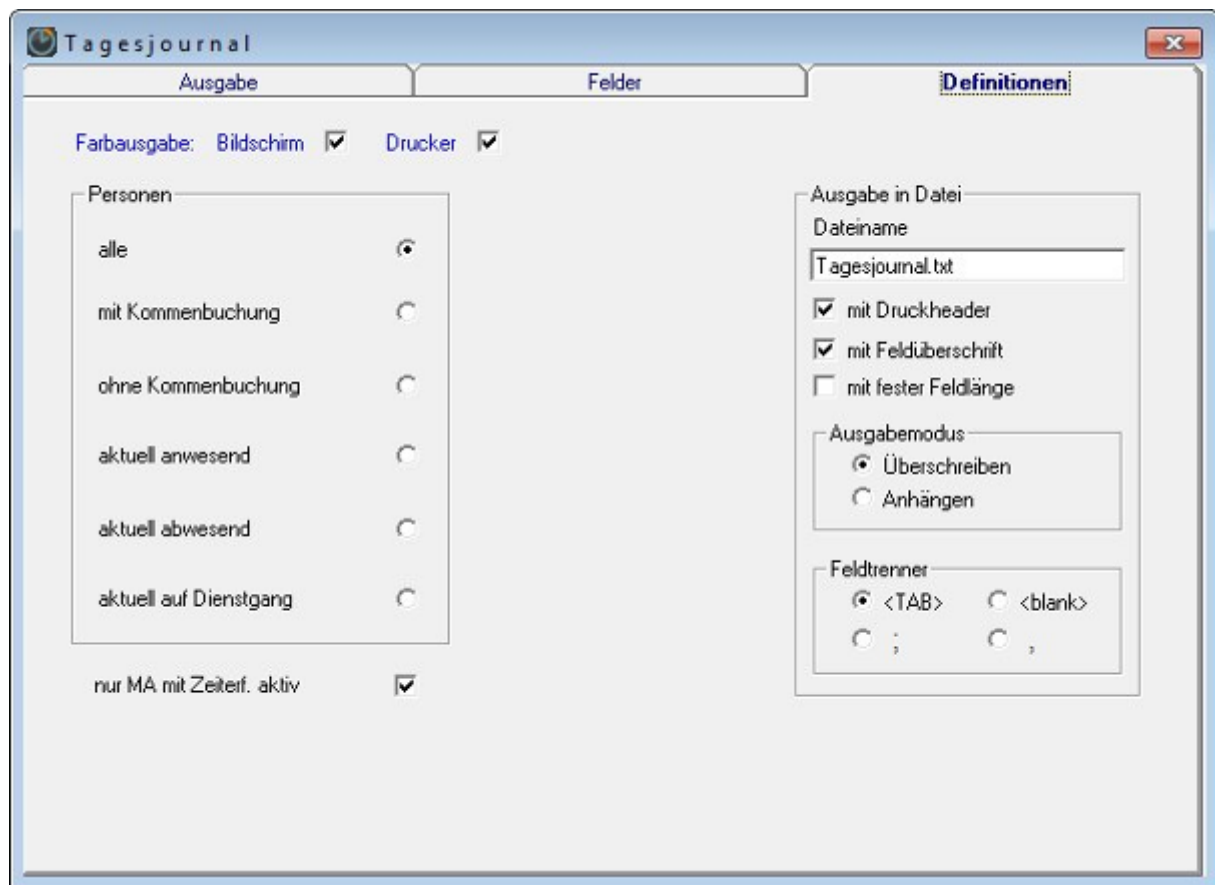 Tagesjournal
Ausgabe Felder Definitionen
Farbausgabe: Bildschirm Drucker
Personen
alle
mit Kommenbuchung
ohne Kommenbuchung
aktuell anwesend
aktuell abwesend
aktuell auf Dienstgang
nur MA mit Zeiterf. aktiv
Ausgabe in Datei
Dateiname
Tagesjournal.txt
mit Druckheader
mit Feldüberschrift
mit fester Feldlänge
Ausgabemodus
Überschreiben
Anhängen
Feldtrenner
<TAB> <blank>
; ,